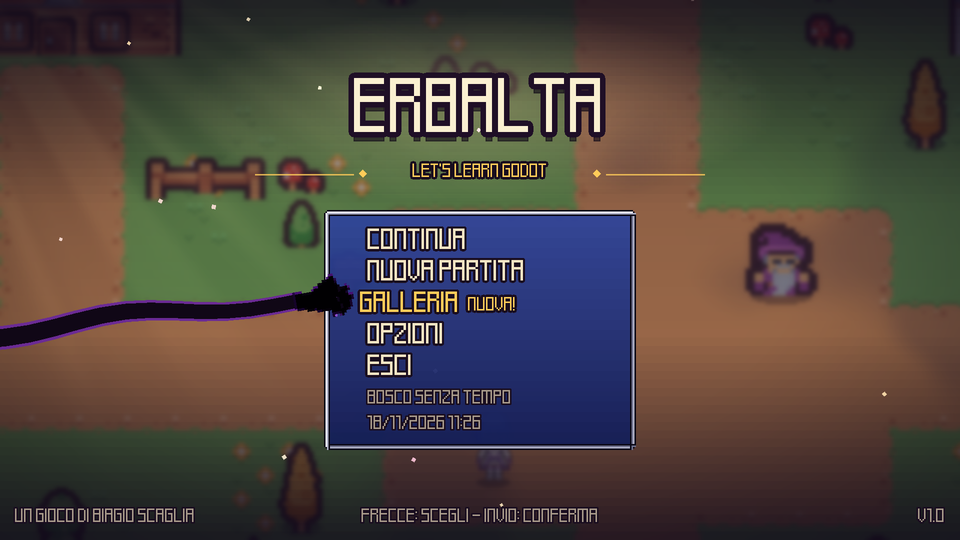 ERBALTA
LET'S LEARN GODOT
CONTINUA
NUOVA PARTITA
GALLERIA NUOVA!
OPZIONI
ESCI
BOSCO SENZA TEMPO
18/11/2026 11:26
UN GIOCO DI BIAGIO SCAGLIA
FRECCE: SCEGLI - INVIO: CONFERMA
V1.0